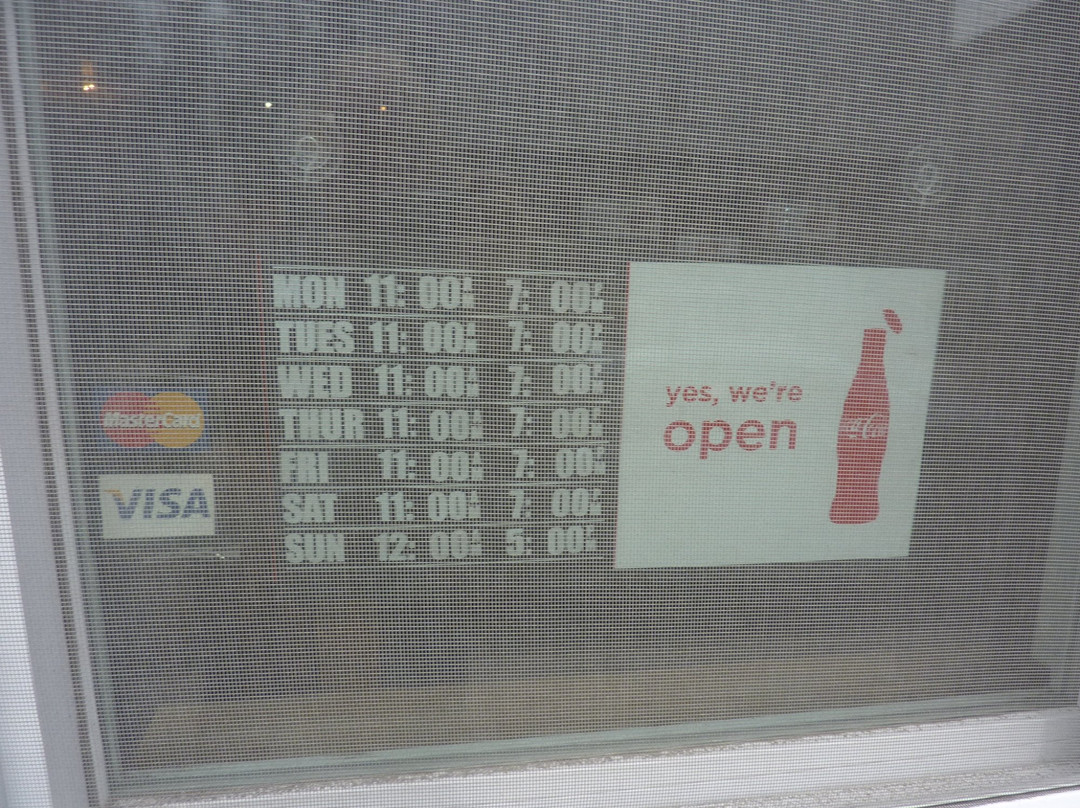 MON 11: 00 7: 00
TUES 11: 00 7: 00
WED 11: 00 7: 00
THUR 11: 00 7: 00
FRI 11: 00 7: 00
SAT 11: 00 7: 00
SUN 12: 00 5: 00
yes, we're
open
Coca-Cola
MasterCard
VISA